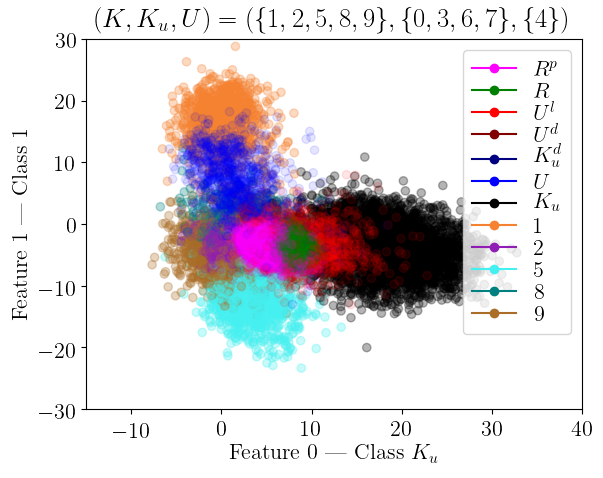 (K, K_u, U) = ({1, 2, 5, 8, 9}, {0, 3, 6, 7}, {4})
30
20
10
0
−10
−20
−30
Feature 1 — Class 1
−10 0 10 20 30 40
Feature 0 — Class K_u
R^p
R
U^l
U^d
K_u^d
U
K_u
1
2
5
8
9